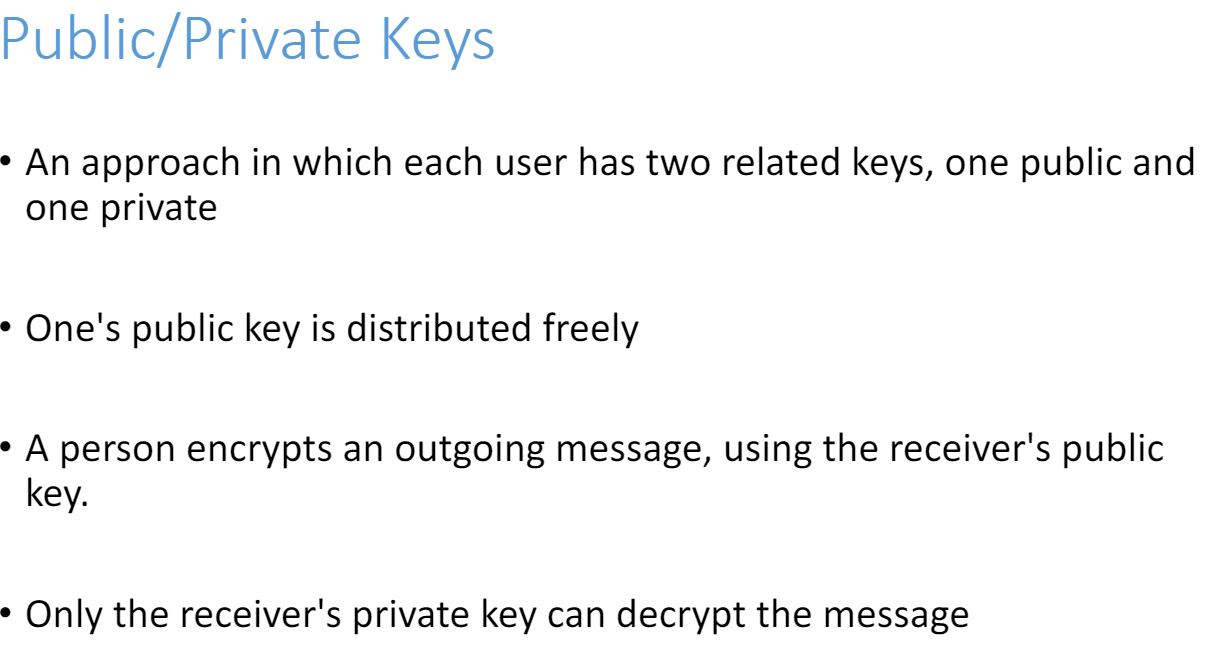 Public/Private Keys
• An approach in which each user has two related keys, one public and
one private
• One's public key is distributed freely
• A person encrypts an outgoing message, using the receiver's public
key.
• Only the receiver's private key can decrypt the message